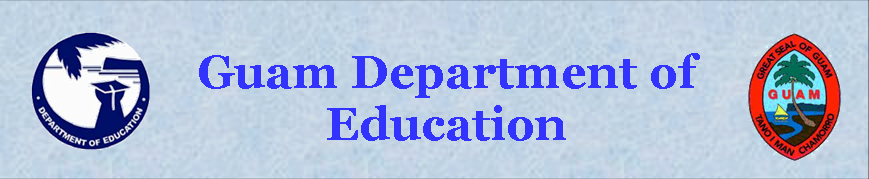 Guam Department of
Education
• DEPARTMENT OF EDUCATION •
GREAT SEAL OF GUAM
GUAM
TANO I MAN CHAMORRO